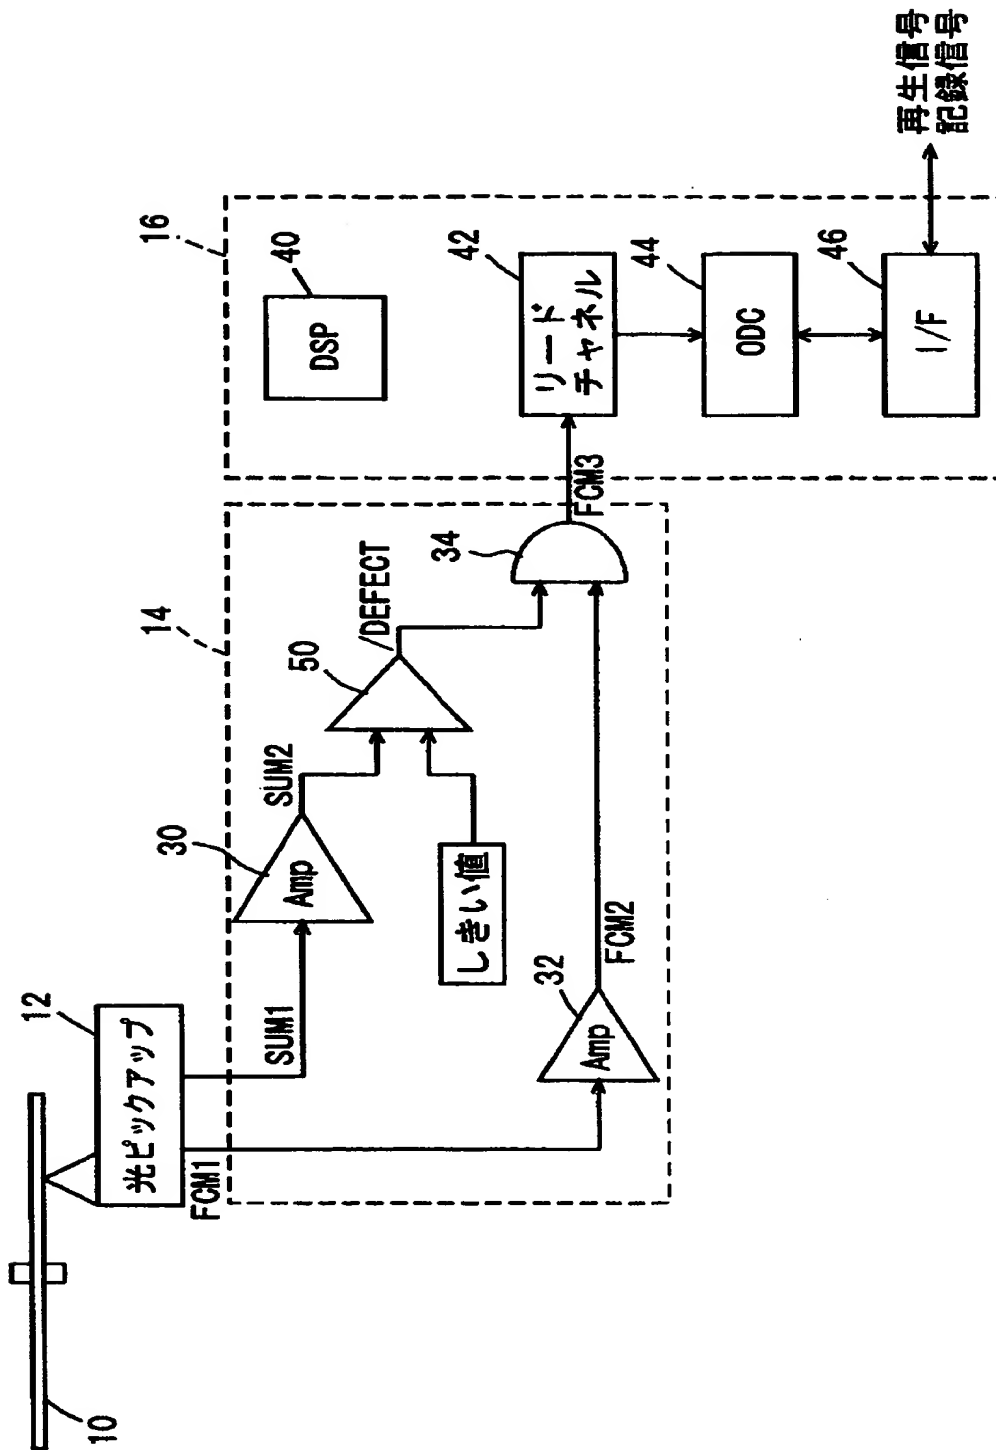 10
12
光ピックアップ
FCM1
SUM1
14
30
Amp
SUM2
50
/DEFECT
しきい値
32
Amp
FCM2
34
FCM3
16
40
DSP
42
リード
チャネル
44
ODC
46
I/F
再生信号
記録信号